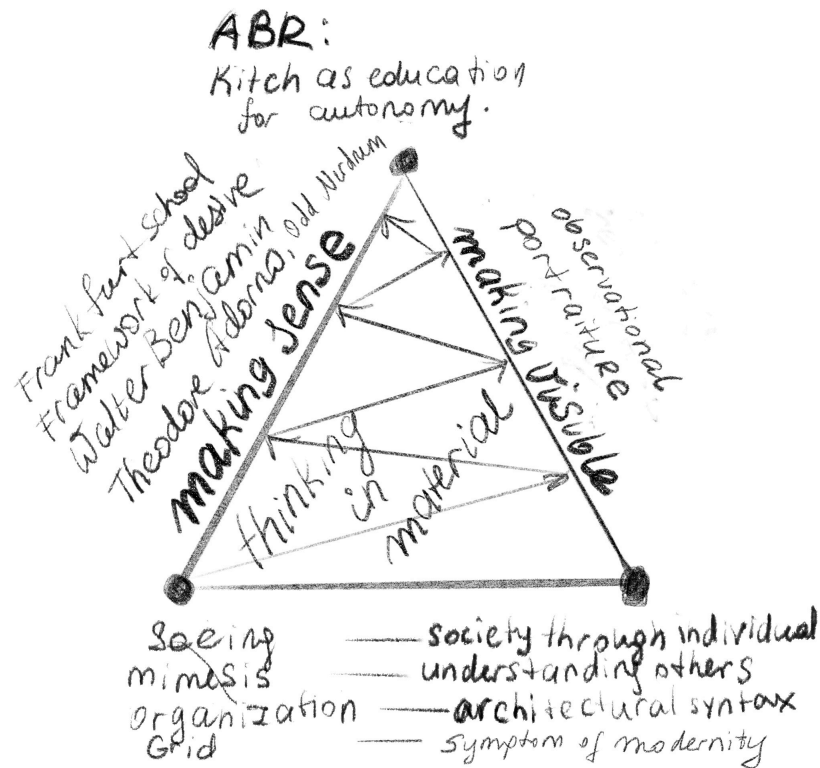 ABR:
Kitch as education
for autonomy.
Frankfurt school
Framework of desire
Walter Benjamin
Theodore Adorno, Odd Nerdrum
making sense
making visible
observational
portraiture
thinking
in
material
Seeing — society through individual
mimesis — understanding others
organization — architectural syntax
Grid — symptom of modernity